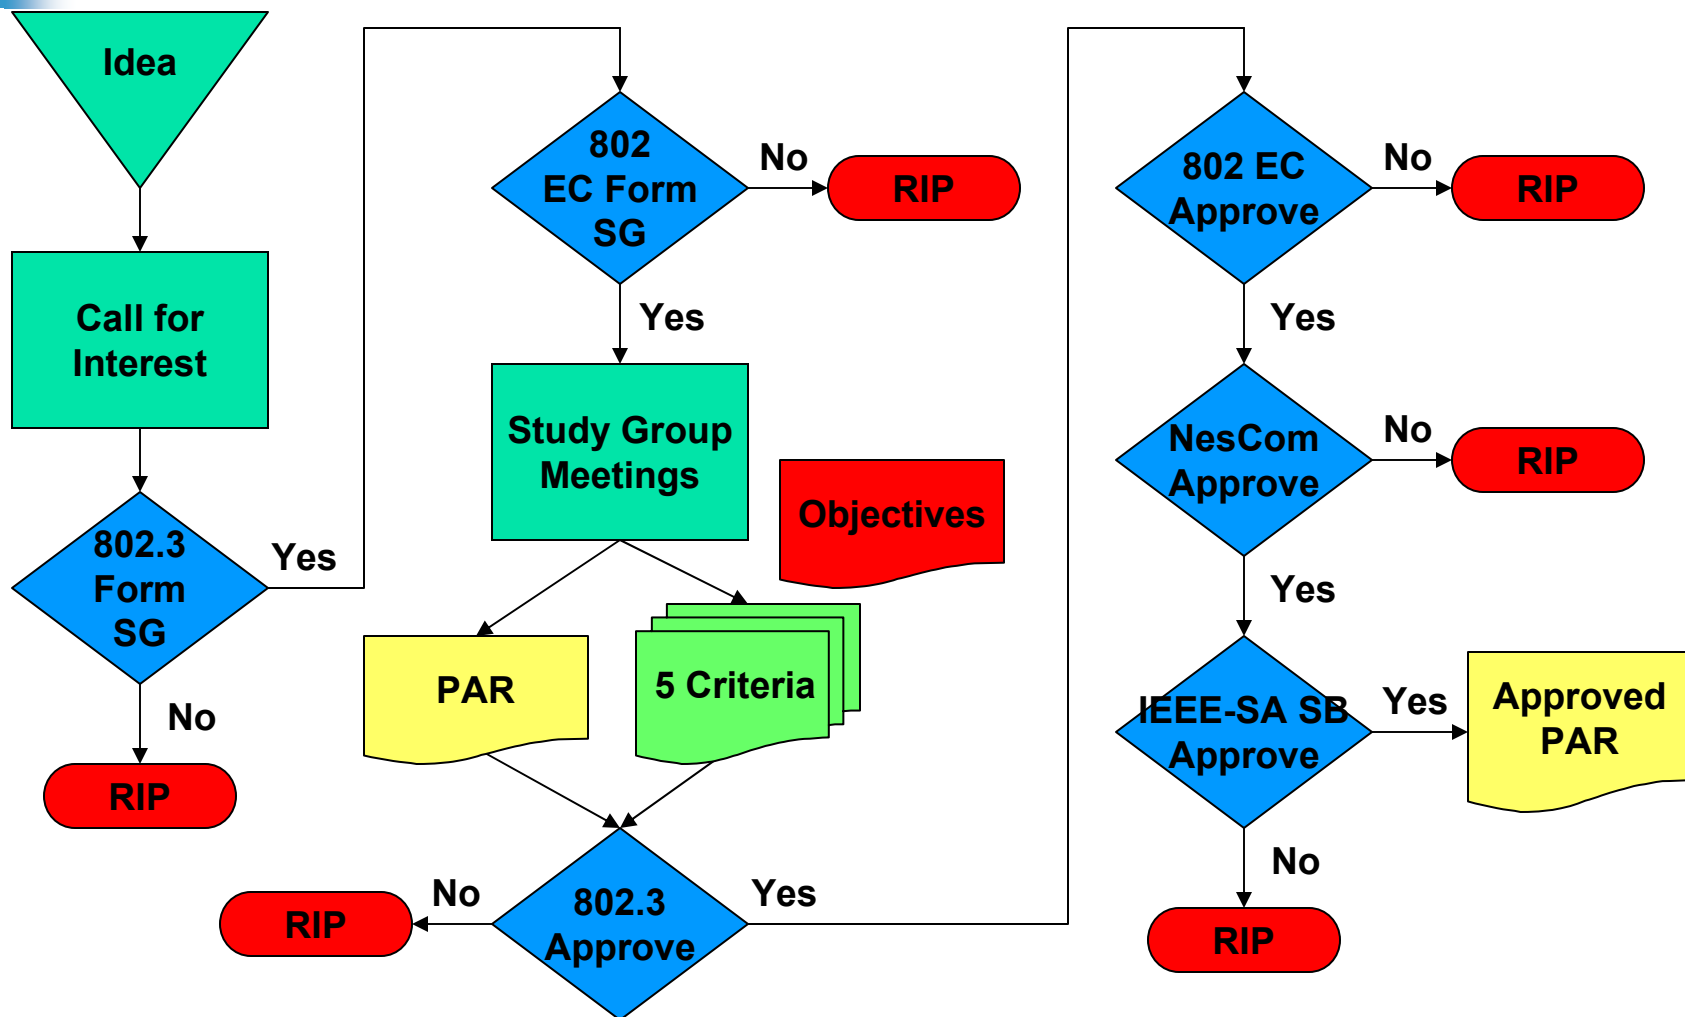 Idea
Call for
Interest
802.3
Form
SG
Yes
No
RIP
802
EC Form
SG
No
RIP
Yes
Study Group
Meetings
Objectives
PAR
5 Criteria
802.3
Approve
No
RIP
Yes
802 EC
Approve
No
RIP
Yes
NesCom
Approve
No
RIP
Yes
IEEE-SA SB
Approve
Yes
Approved
PAR
No
RIP